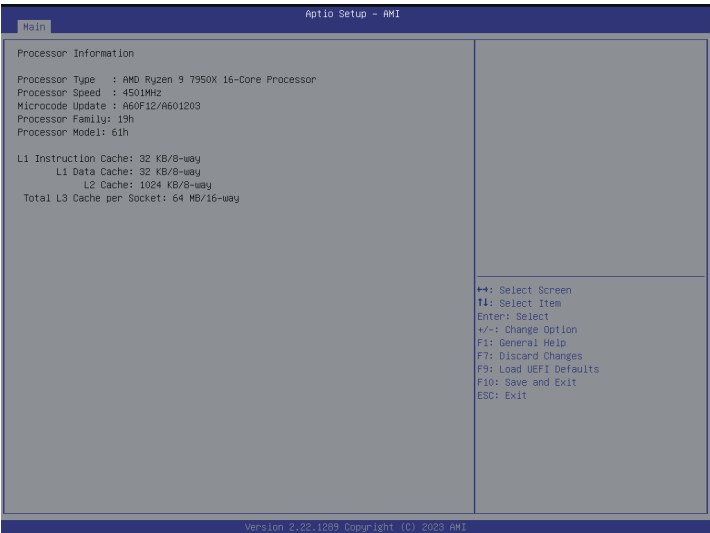 Aptio Setup – AMI
Main
Processor Information
Processor Type : AMD Ryzen 9 7950X 16-Core Processor
Processor Speed : 4501MHz
Microcode Update : A60F12/A601203
Processor Family: 19h
Processor Model: 61h
L1 Instruction Cache: 32 KB/8-way
L1 Data Cache: 32 KB/8-way
L2 Cache: 1024 KB/8-way
Total L3 Cache per Socket: 64 MB/16-way
→←: Select Screen
↑↓: Select Item
Enter: Select
+/-: Change Option
F1: General Help
F7: Discard Changes
F9: Load UEFI Defaults
F10: Save and Exit
ESC: Exit
Version 2.22.1289 Copyright (C) 2023 AMI